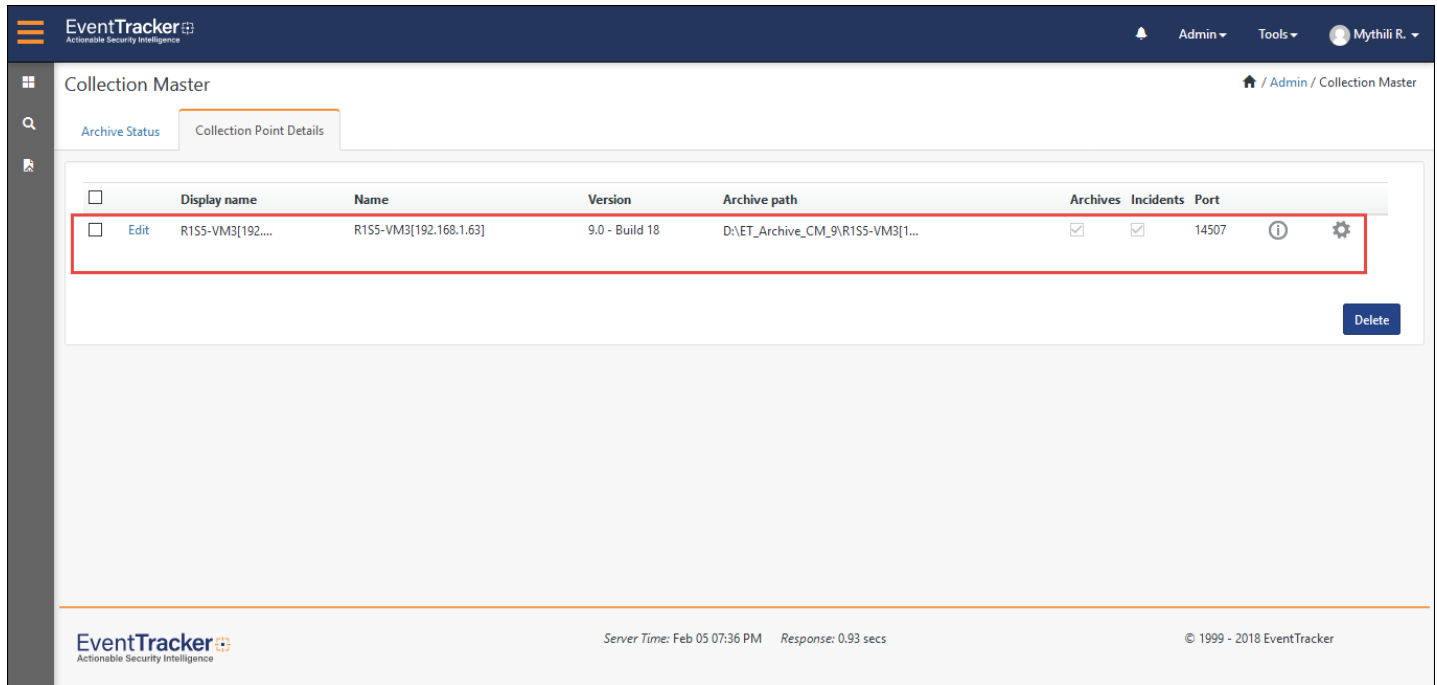 EventTracker
Actionable Security Intelligence
Admin Tools Mythili R.
Collection Master
/ Admin / Collection Master
Archive Status Collection Point Details
Display name Name Version Archive path Archives Incidents Port
Edit R1S5-VM3[192.... R1S5-VM3[192.168.1.63] 9.0 - Build 18 D:\ET_Archive_CM_9\R1S5-VM3[1... 14507
Delete
EventTracker
Actionable Security Intelligence
Server Time: Feb 05 07:36 PM Response: 0.93 secs
© 1999 - 2018 EventTracker